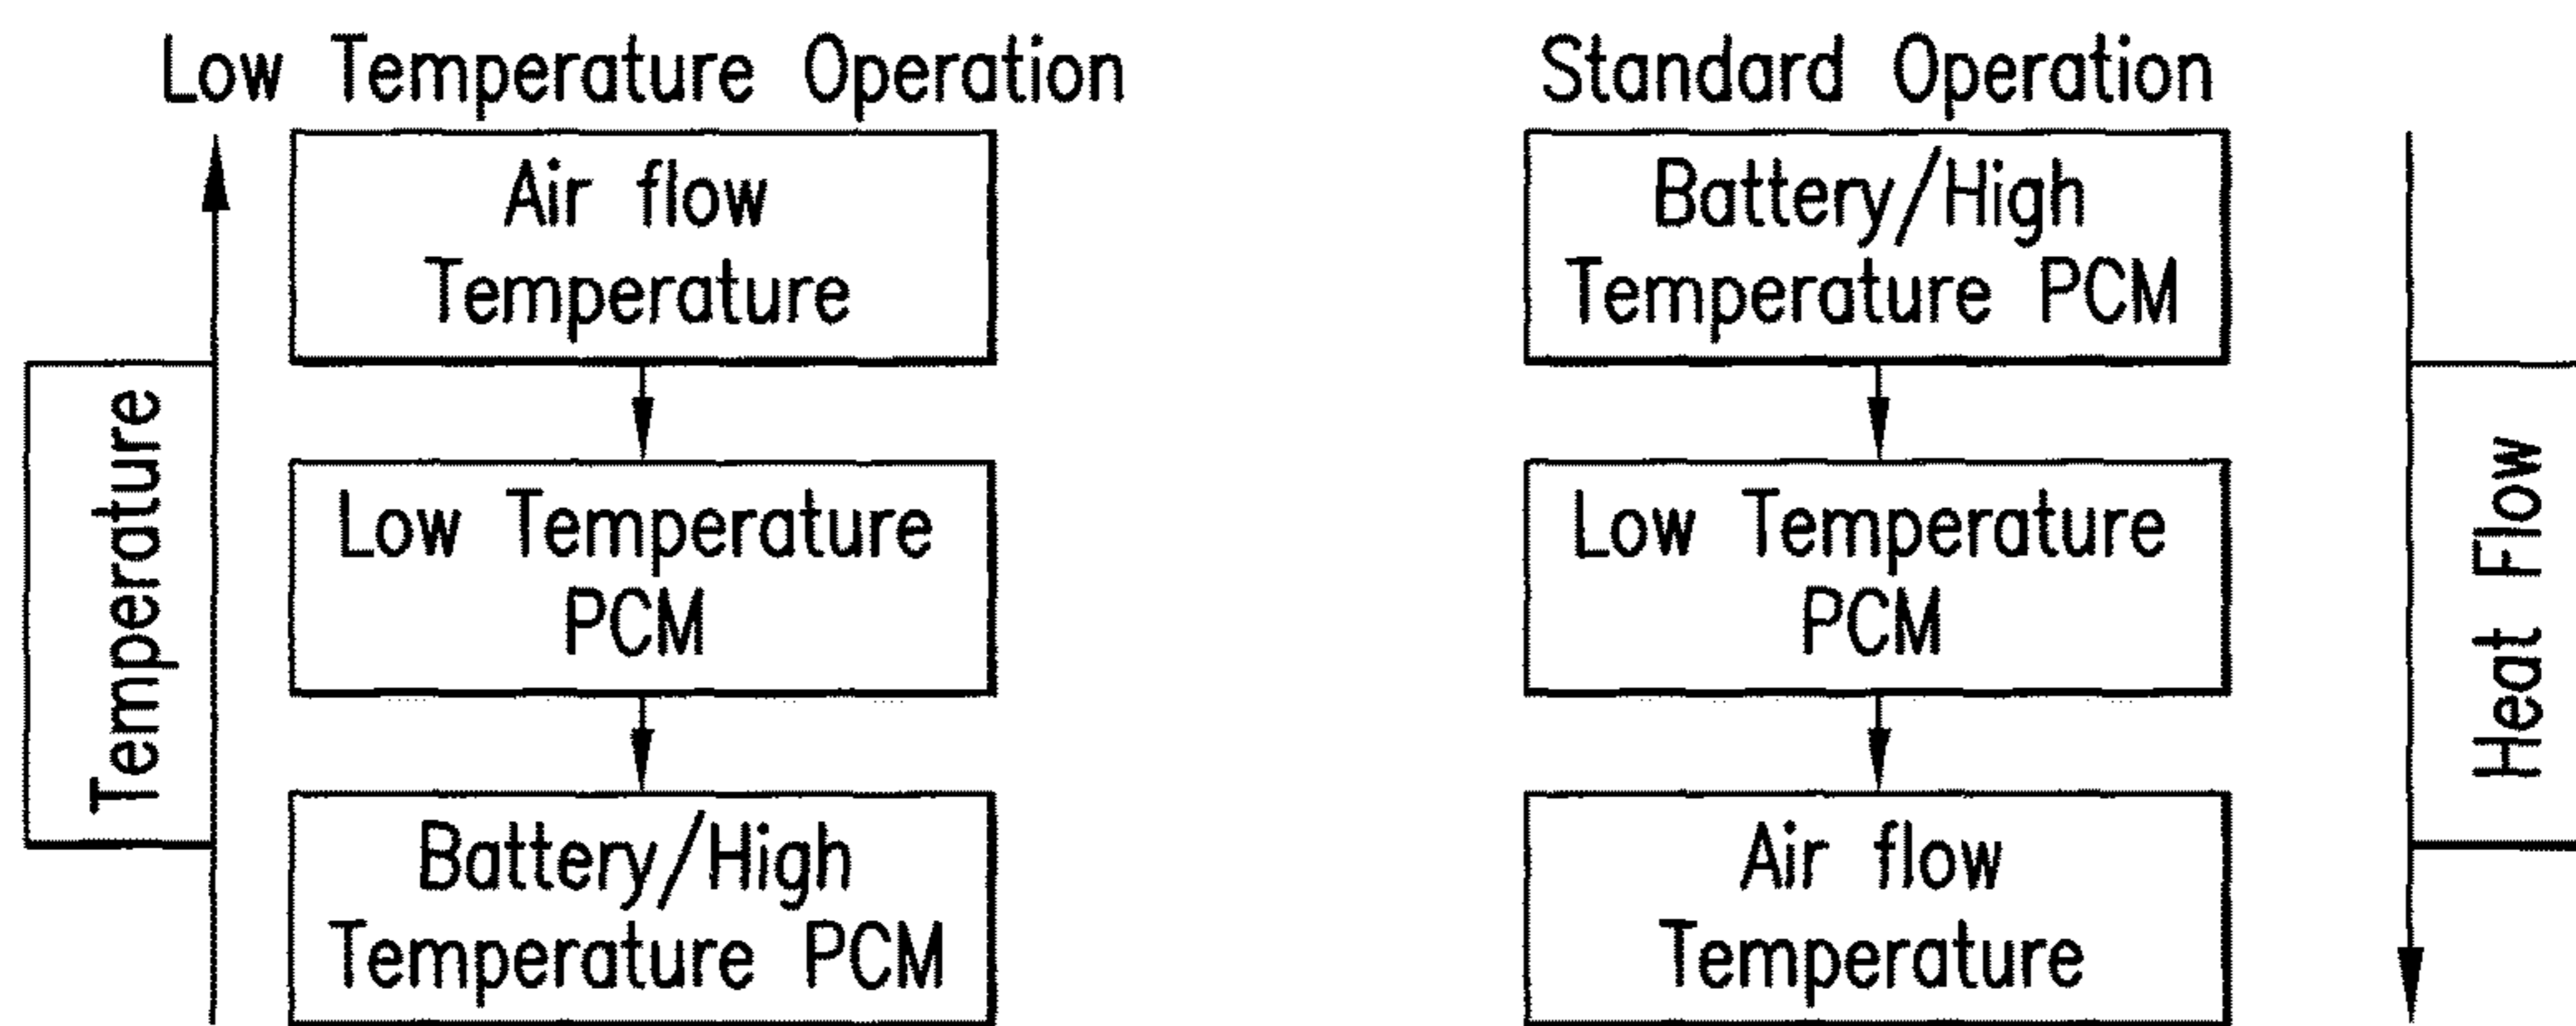 Low Temperature Operation
Air flow
Temperature
Low Temperature
PCM
Battery/High
Temperature PCM
Temperature
Standard Operation
Battery/High
Temperature PCM
Low Temperature
PCM
Air flow
Temperature
Heat Flow